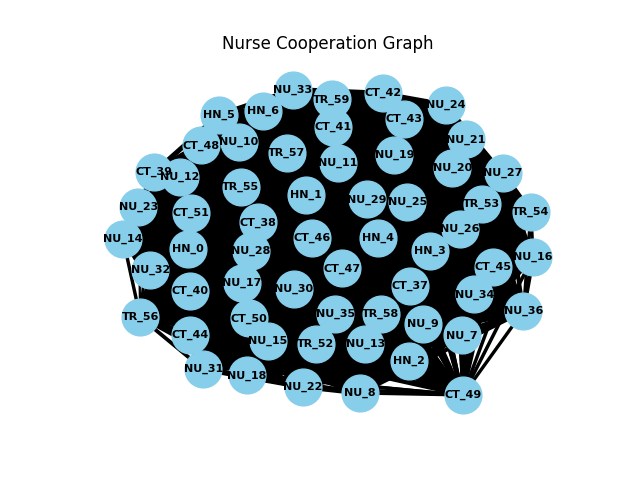 Nurse Cooperation Graph
NU_33
CT_42
TR_59
NU_24
HN_6
HN_5
CT_43
CT_41
NU_21
NU_10
CT_48
TR_57
NU_19
NU_11
NU_20
CT_39
NU_27
NU_12
TR_55
HN_1
NU_29
NU_25
TR_53
NU_23
TR_54
CT_51
CT_38
NU_26
NU_14
CT_46
HN_4
HN_0
NU_28
HN_3
NU_16
CT_45
NU_32
CT_47
NU_17
CT_37
NU_30
CT_40
NU_34
NU_36
TR_56
CT_50
NU_35
TR_58
NU_9
CT_44
NU_7
NU_15
TR_52
NU_13
HN_2
NU_31
NU_18
NU_22
NU_8
CT_49